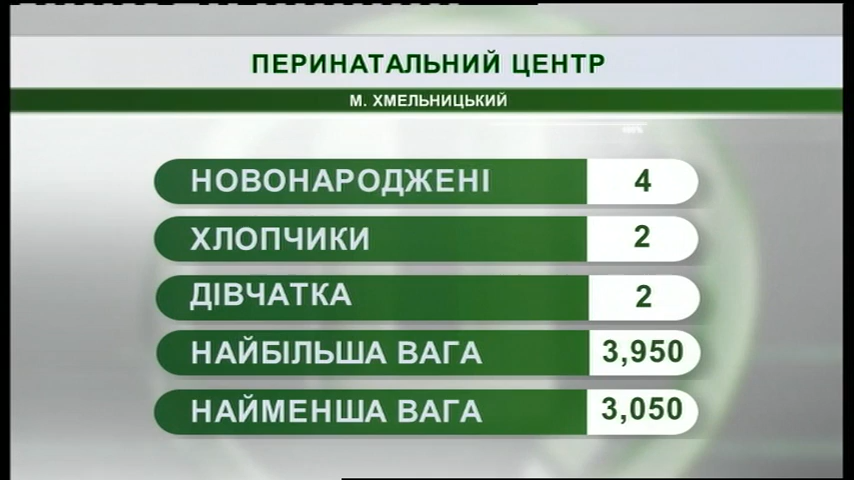 ПЕРИНАТАЛЬНИЙ ЦЕНТР
М. ХМЕЛЬНИЦЬКИЙ
НОВОНАРОДЖЕНІ 4
ХЛОПЧИКИ 2
ДІВЧАТКА 2
НАЙБІЛЬША ВАГА 3,950
НАЙМЕНША ВАГА 3,050